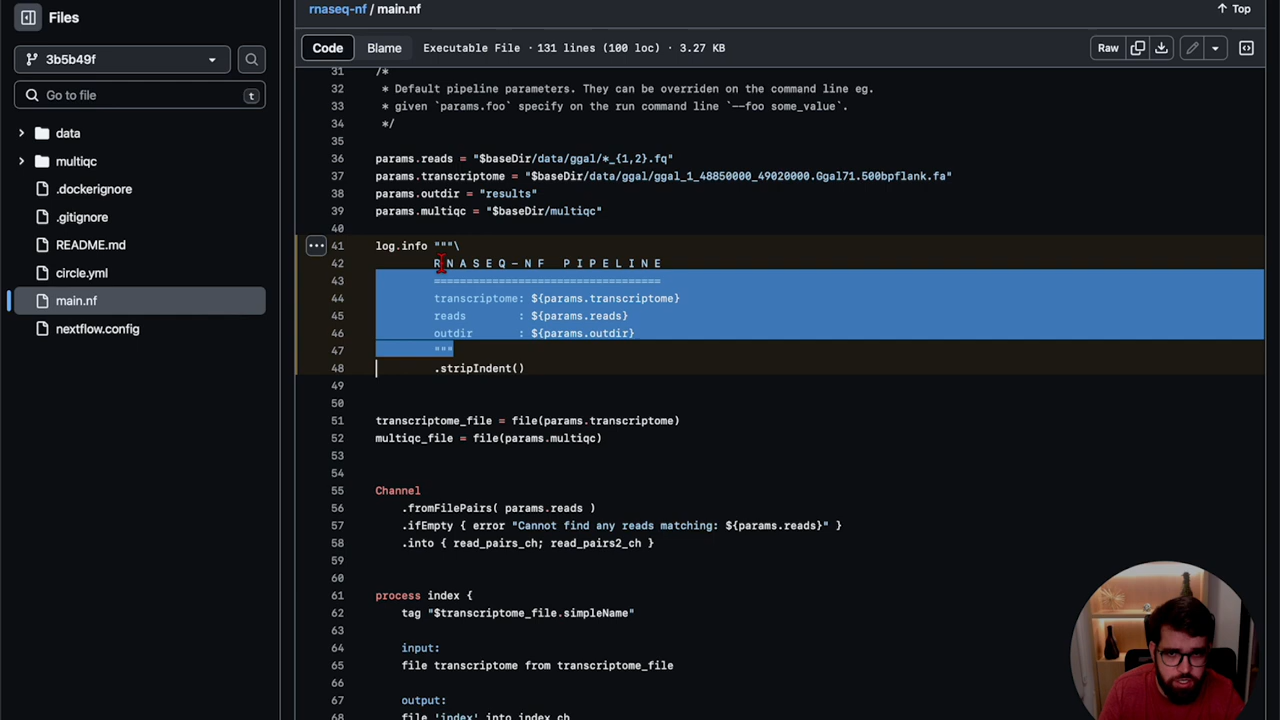 Files
3b5b49f
Go to file
t
data
multiqc
.dockerignore
.gitignore
README.md
circle.yml
main.nf
nextflow.config
rnaseq-nf / main.nf
Top
Code Blame Executable File · 131 lines (100 loc) · 3.27 KB
Raw
31 /*
32 * Default pipeline parameters. They can be overriden on the command line eg.
33 * given `params.foo` specify on the run command line `--foo some_value`.
34 */
35
36 params.reads = "$baseDir/data/ggal/*_{1,2}.fq"
37 params.transcriptome = "$baseDir/data/ggal/ggal_1_48850000_49020000.Ggal71.500bpflank.fa"
38 params.outdir = "results"
39 params.multiqc = "$baseDir/multiqc"
40
41 log.info """\
42 R N A S E Q - N F   P I P E L I N E
43 ===================================
44 transcriptome: ${params.transcriptome}
45 reads        : ${params.reads}
46 outdir       : ${params.outdir}
47 """
48 .stripIndent()
49
50
51 transcriptome_file = file(params.transcriptome)
52 multiqc_file = file(params.multiqc)
53
54
55 Channel
56 .fromFilePairs( params.reads )
57 .ifEmpty { error "Cannot find any reads matching: ${params.reads}" }
58 .into { read_pairs_ch; read_pairs2_ch }
59
60
61 process index {
62 tag "$transcriptome_file.simpleName"
63
64 input:
65 file transcriptome from transcriptome_file
66
67 output:
68 file 'index' into index_ch